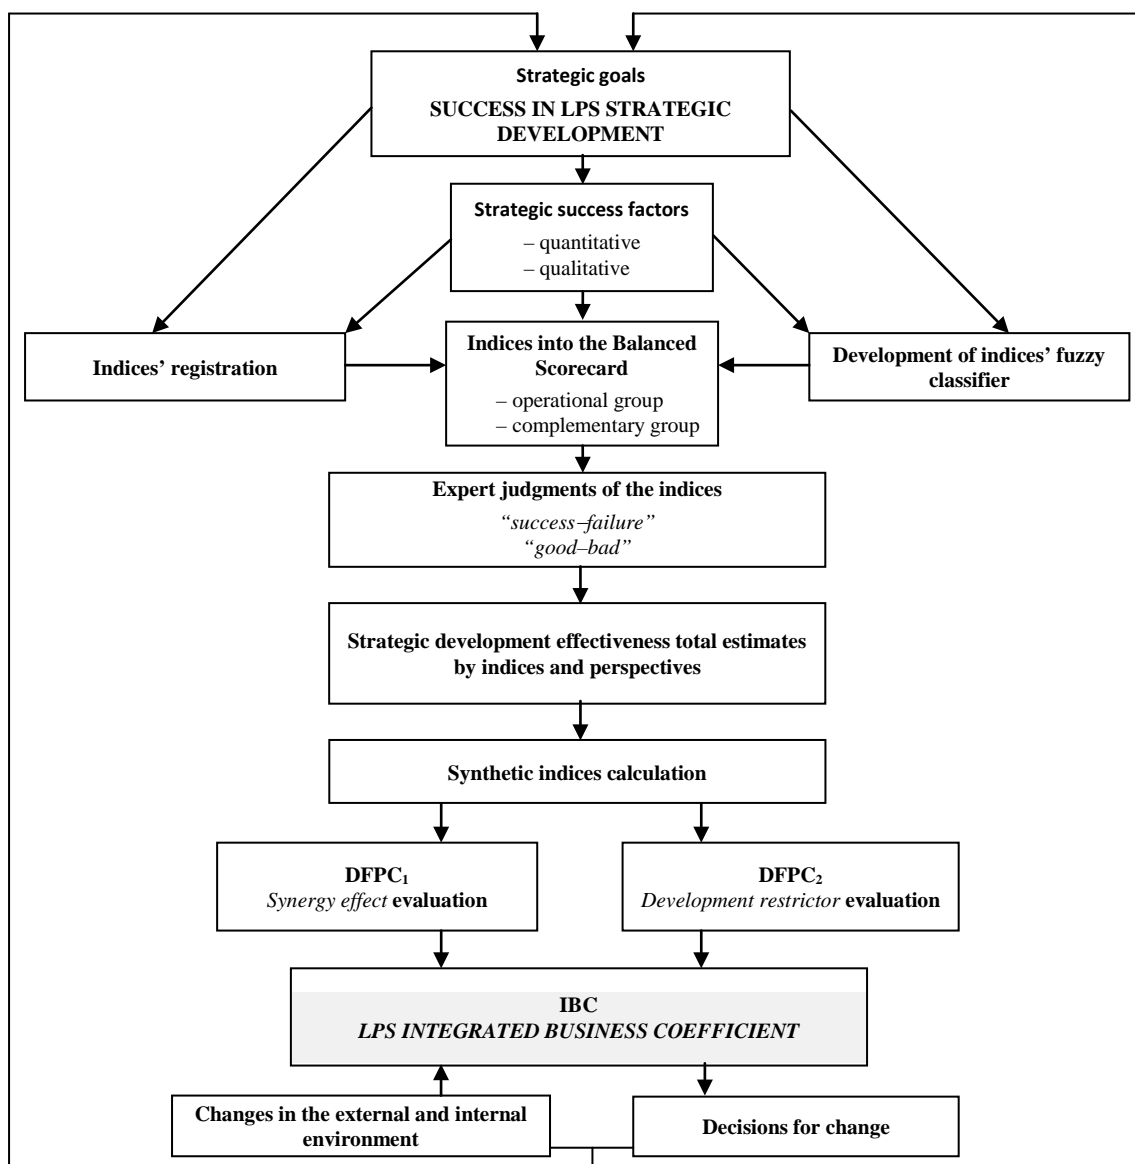 Strategic goals
SUCCESS IN LPS STRATEGIC
DEVELOPMENT
Strategic success factors
– quantitative
– qualitative
Indices’ registration
Indices into the Balanced
Scorecard
– operational group
– complementary group
Development of indices’ fuzzy
classifier
Expert judgments of the indices
“success–failure”
“good–bad”
Strategic development effectiveness total estimates
by indices and perspectives
Synthetic indices calculation
DFPC₁
Synergy effect evaluation
DFPC₂
Development restrictor evaluation
IBC
LPS INTEGRATED BUSINESS COEFFICIENT
Changes in the external and internal
environment
Decisions for change